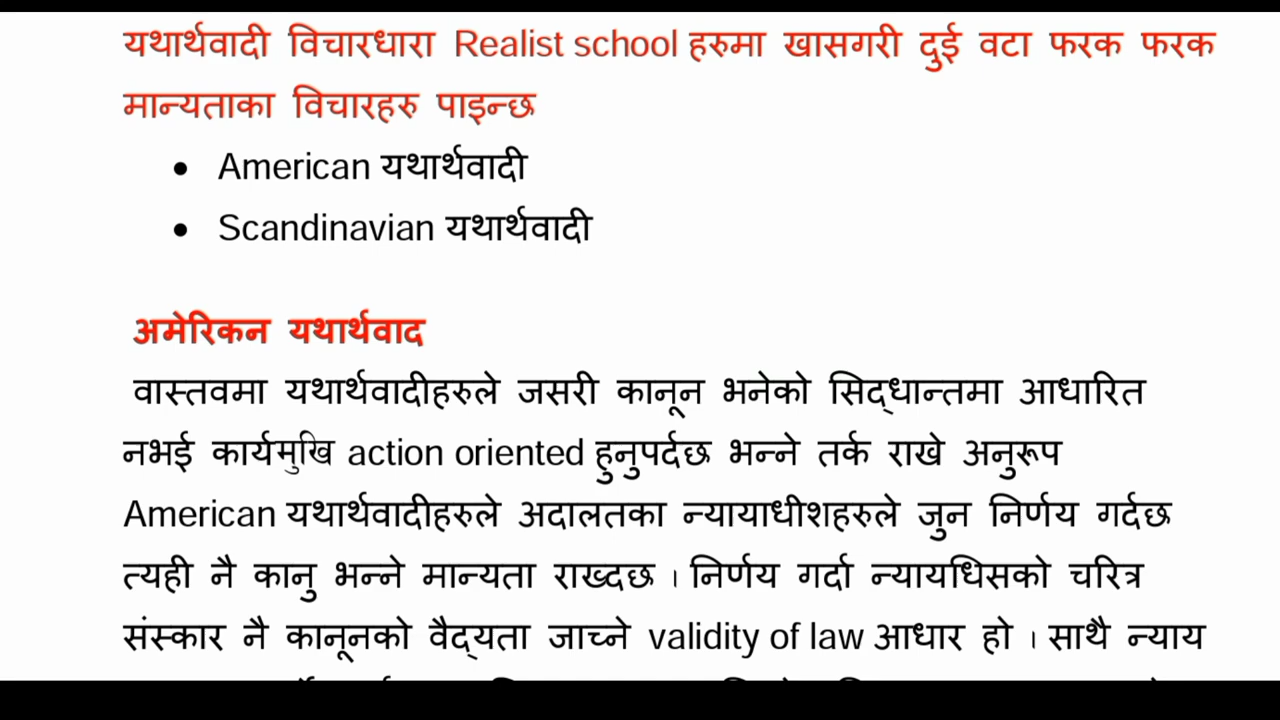 यथार्थवादी विचारधारा Realist school हरुमा खासगरी दुई वटा फरक फरक
मान्यताका विचारहरु पाइन्छ
• American यथार्थवादी
• Scandinavian यथार्थवादी
अमेरिकन यथार्थवाद
वास्तवमा यथार्थवादीहरुले जसरी कानून भनेको सिद्धान्तमा आधारित
नभई कार्यमुखि action oriented हुनुपर्दछ भन्ने तर्क राखे अनुरूप
American यथार्थवादीहरुले अदालतका न्यायाधीशहरुले जुन निर्णय गर्दछ
त्यही नै कानु भन्ने मान्यता राख्दछ । निर्णय गर्दा न्यायधिसको चरित्र
संस्कार नै कानूनको वैद्यता जाच्ने validity of law आधार हो । साथै न्याय